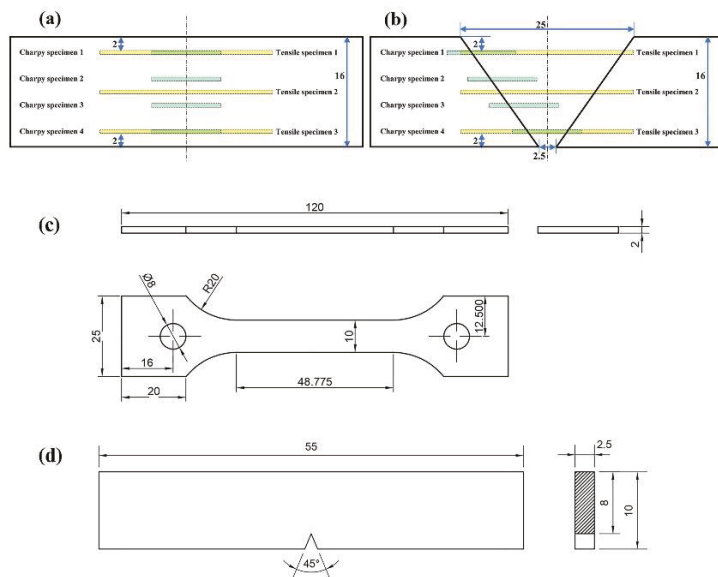 (a)
(b)
25
Charpy specimen 1
2
Tensile specimen 1
Charpy specimen 1
2
Tensile specimen 1
Charpy specimen 2
16
Charpy specimen 2
16
Tensile specimen 2
Tensile specimen 2
Charpy specimen 3
Charpy specimen 3
Charpy specimen 4
2
Tensile specimen 3
Charpy specimen 4
2
Tensile specimen 3
2.5
(c)
120
2
Ø8
R20
25
16
20
10
48.775
12.500
(d)
55
2.5
8
10
45°